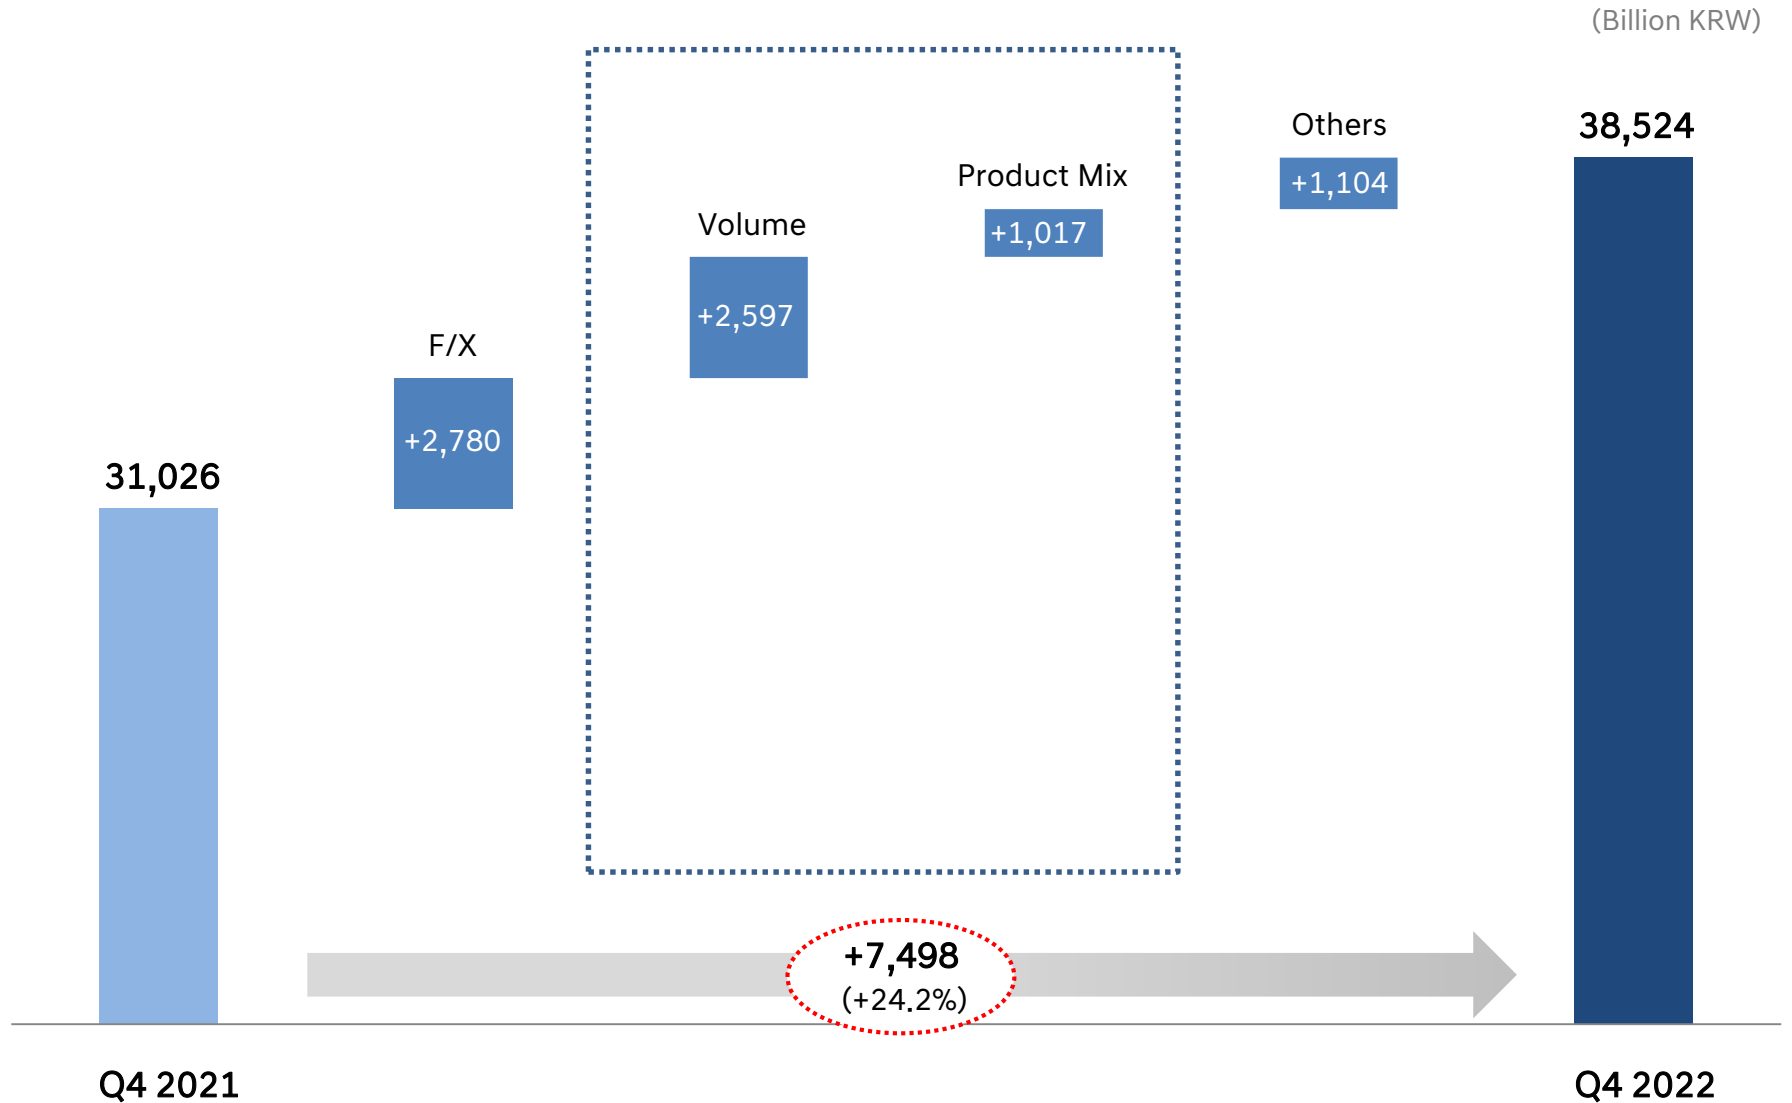 (Billion KRW)
31,026
F/X
+2,780
Volume
+2,597
Product Mix
+1,017
Others
+1,104
38,524
+7,498
(+24.2%)
Q4 2021
Q4 2022